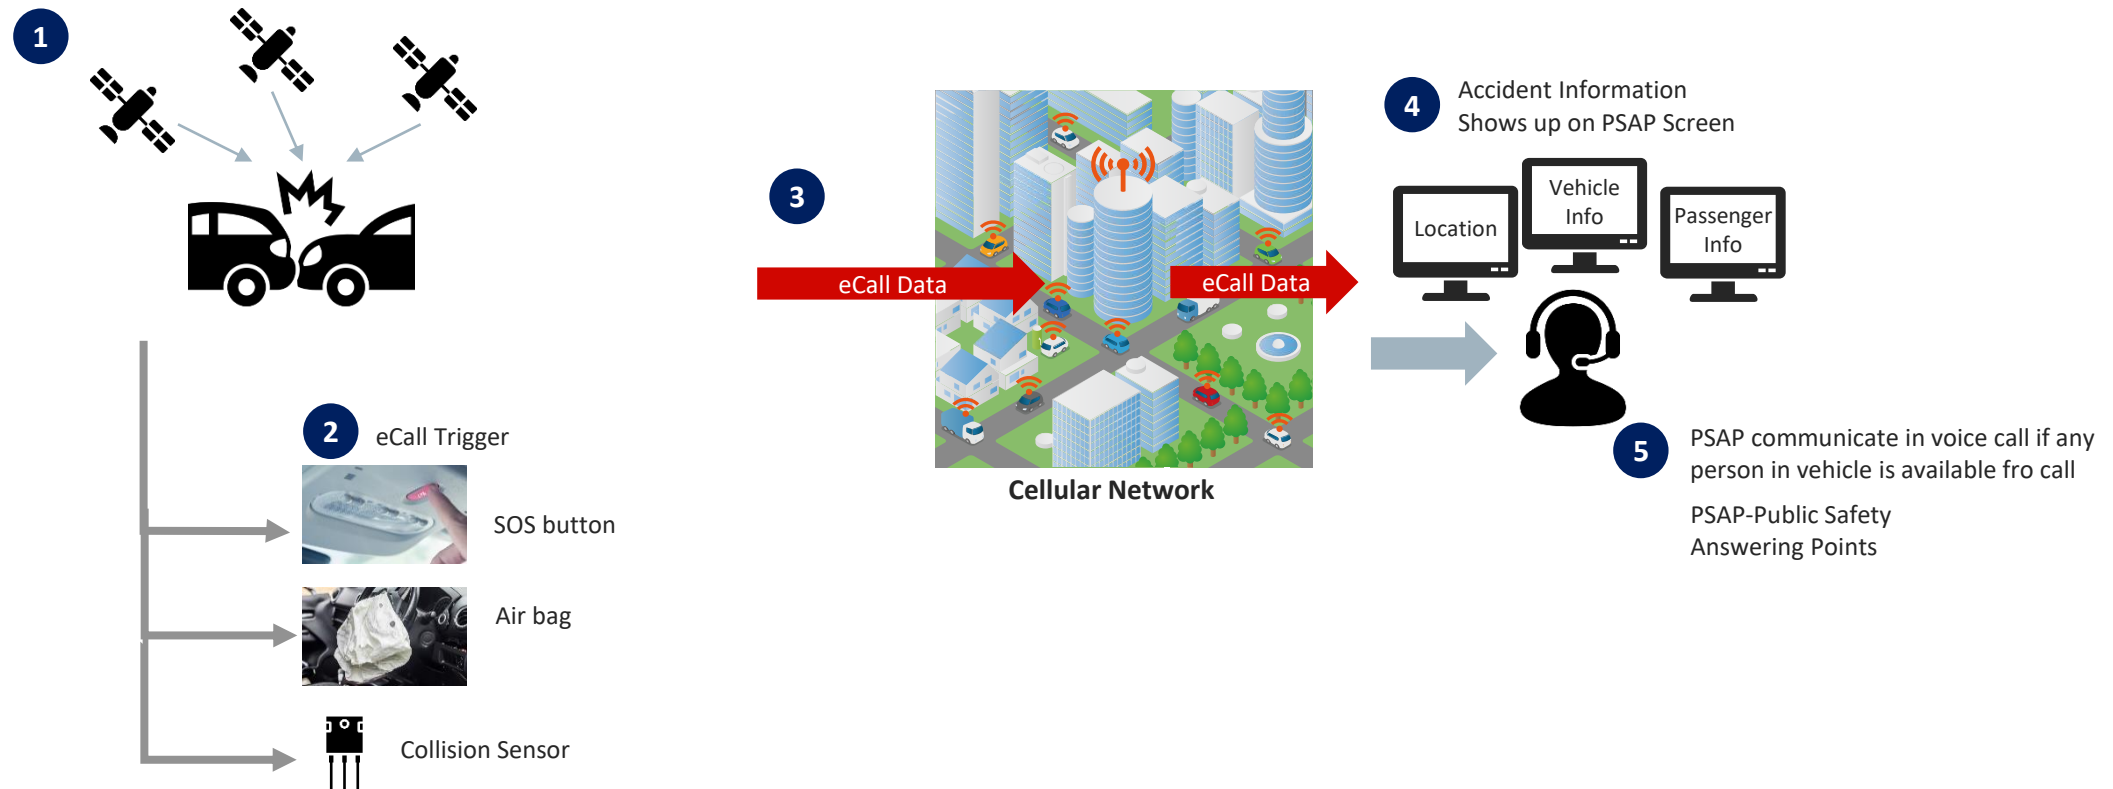 1
2
eCall Trigger
SOS button
Air bag
Collision Sensor
3
eCall Data
eCall Data
Cellular Network
4
Accident Information
Shows up on PSAP Screen
Location
Vehicle
Info
Passenger
Info
5
PSAP communicate in voice call if any
person in vehicle is available fro call
PSAP-Public Safety
Answering Points